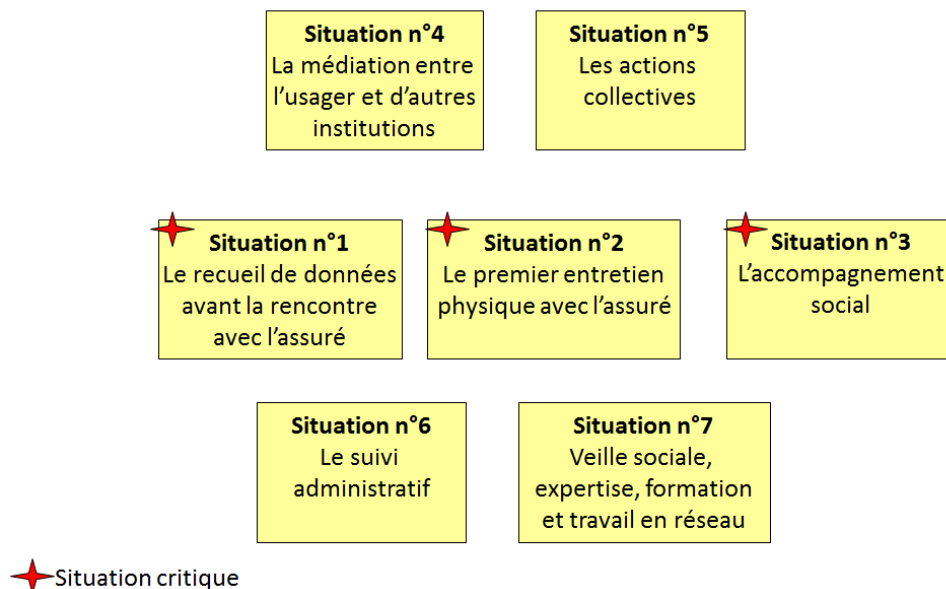 Situation n°4
La médiation entre
l’usager et d’autres
institutions
Situation n°5
Les actions
collectives
Situation n°1
Le recueil de données
avant la rencontre
avec l’assuré
Situation n°2
Le premier entretien
physique avec l’assuré
Situation n°3
L’accompagnement
social
Situation n°6
Le suivi
administratif
Situation n°7
Veille sociale,
expertise, formation
et travail en réseau
Situation critique